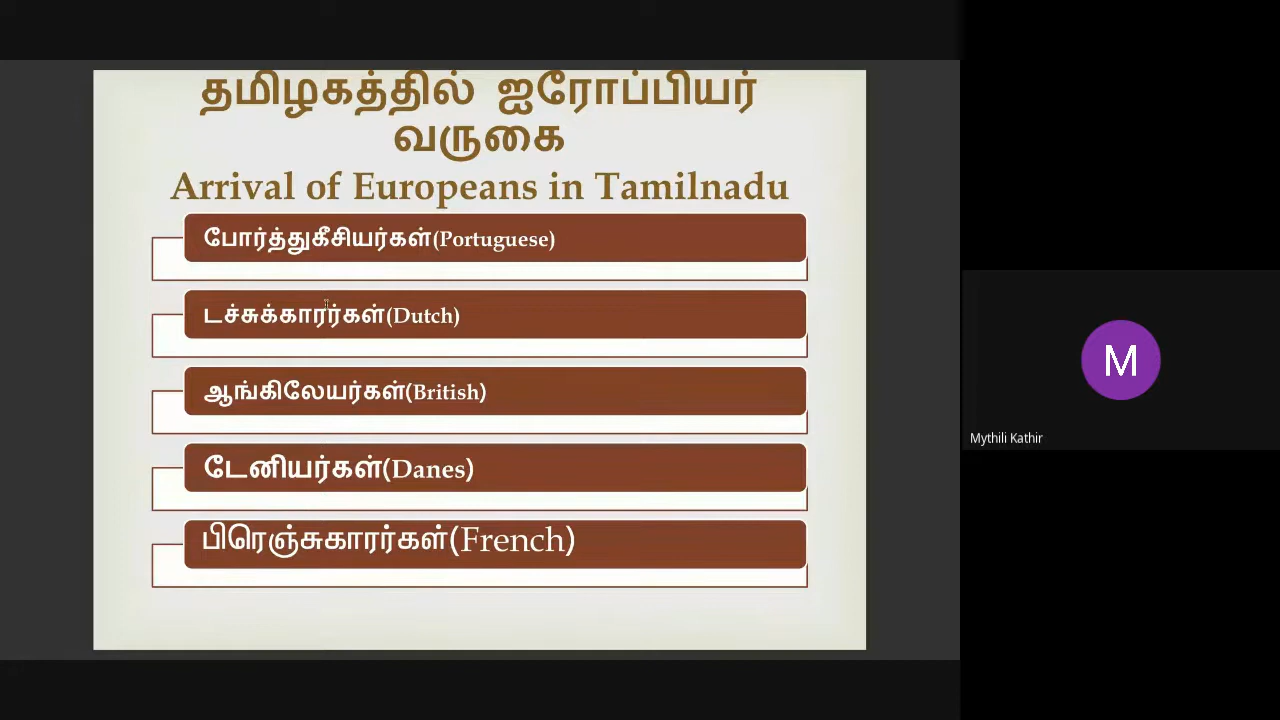 தமிழகத்தில் ஐரோப்பியர்
வருகை
Arrival of Europeans in Tamilnadu
போர்த்துகீசியர்கள்(Portuguese)
டச்சுக்காரர்கள்(Dutch)
ஆங்கிலேயர்கள்(British)
டேனியர்கள்(Danes)
பிரெஞ்சுகாரர்கள்(French)
M
Mythili Kathir